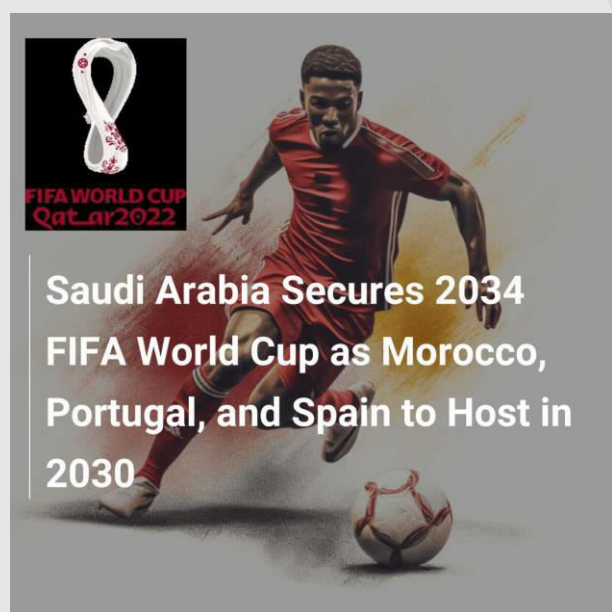 FIFA WORLD CUP
Qatar2022
Saudi Arabia Secures 2034
FIFA World Cup as Morocco,
Portugal, and Spain to Host in
2030